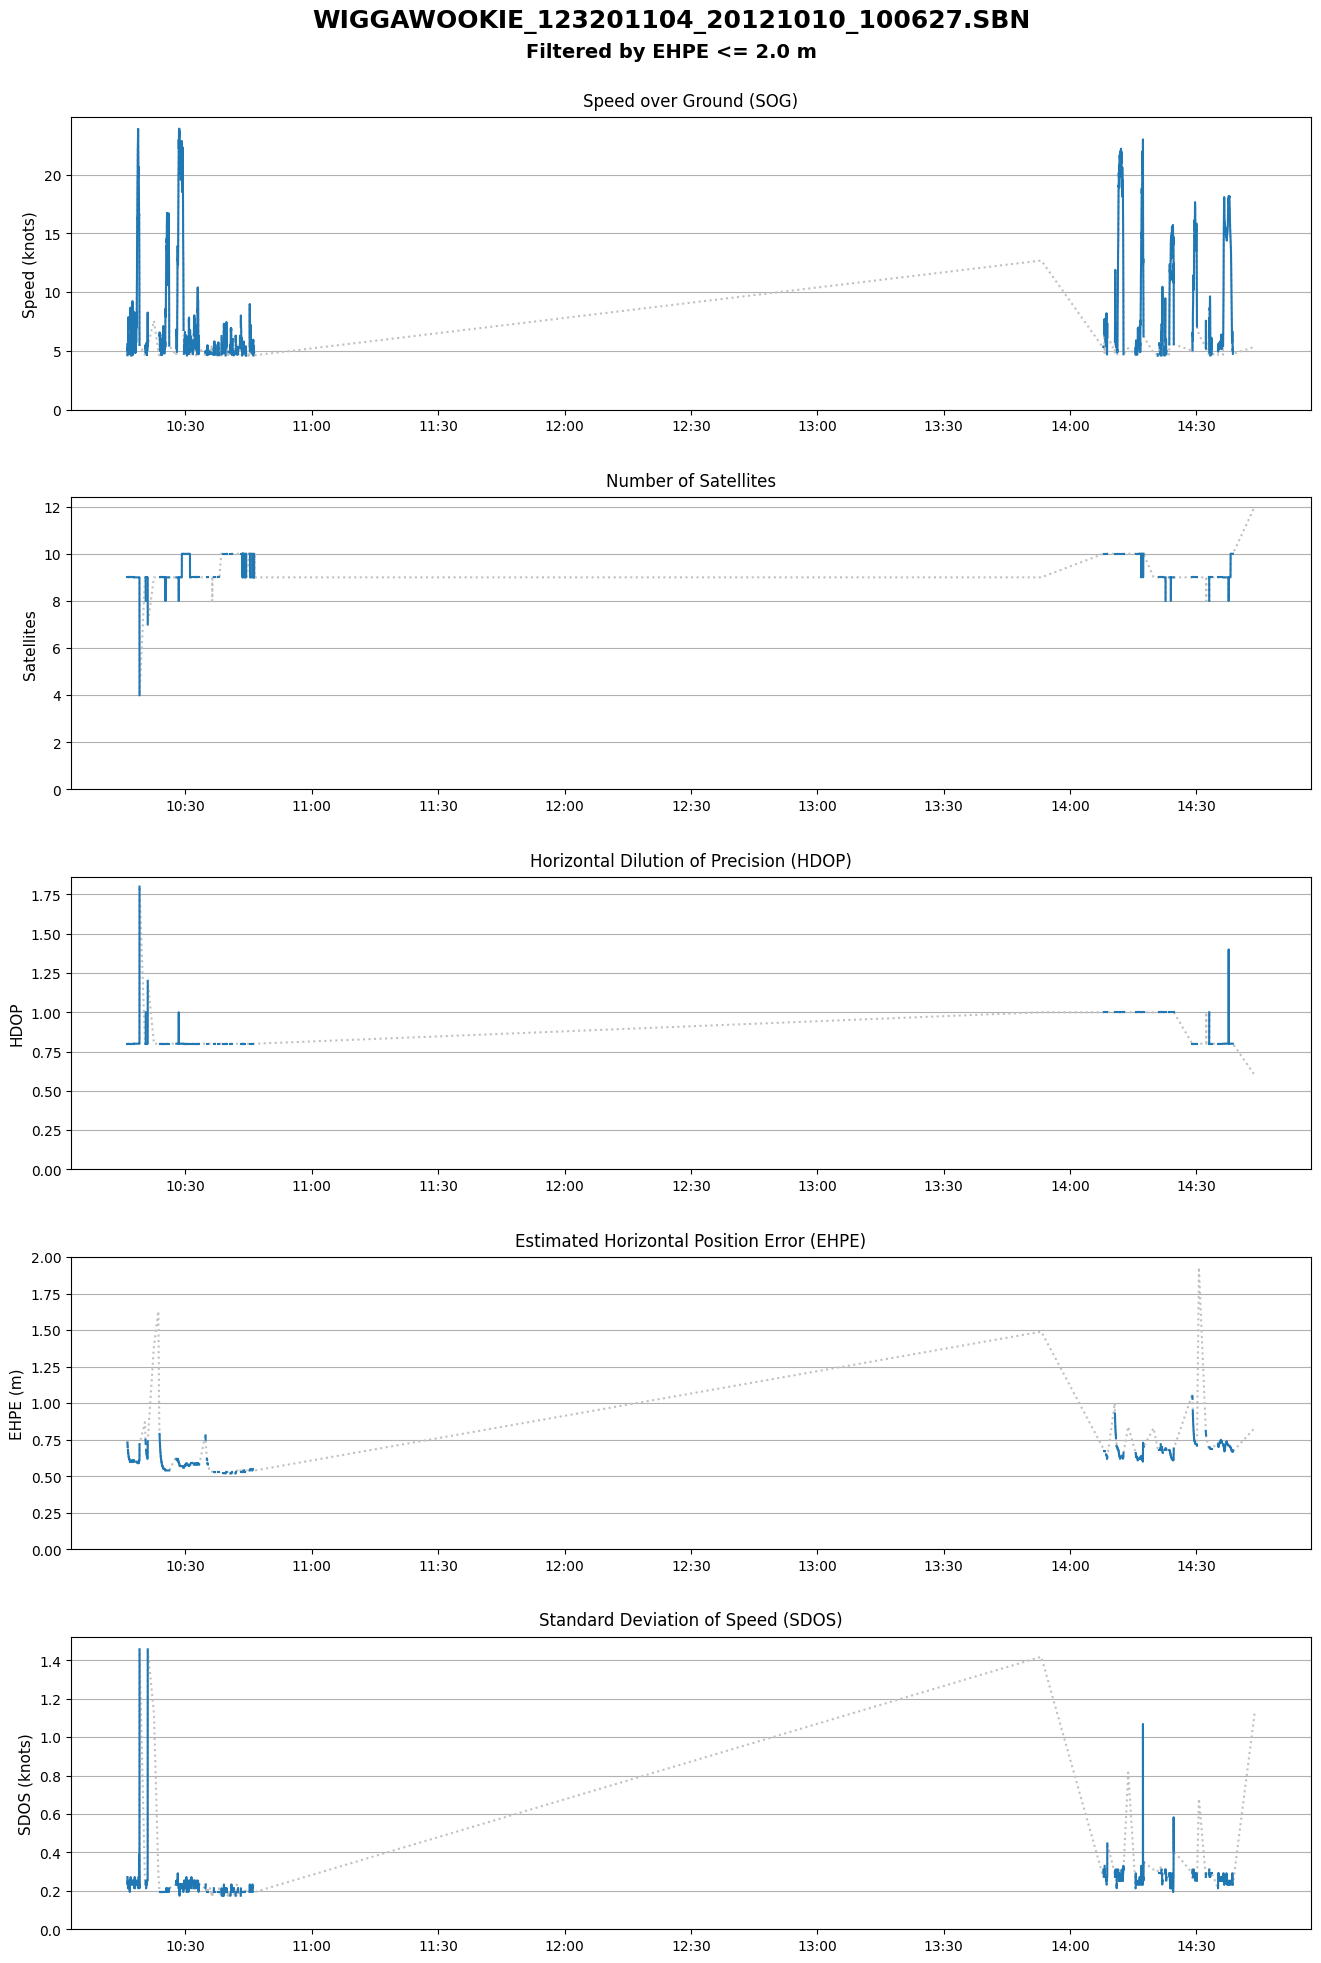 WIGGAWOOKIE_123201104_20121010_100627.SBN
Filtered by EHPE <= 2.0 m
Speed over Ground (SOG)
Speed (knots)
20
15
10
5
0
10:30 11:00 11:30 12:00 12:30 13:00 13:30 14:00 14:30
Number of Satellites
Satellites
12
10
8
6
4
2
0
10:30 11:00 11:30 12:00 12:30 13:00 13:30 14:00 14:30
Horizontal Dilution of Precision (HDOP)
HDOP
1.75
1.50
1.25
1.00
0.75
0.50
0.25
0.00
10:30 11:00 11:30 12:00 12:30 13:00 13:30 14:00 14:30
Estimated Horizontal Position Error (EHPE)
EHPE (m)
2.00
1.75
1.50
1.25
1.00
0.75
0.50
0.25
0.00
10:30 11:00 11:30 12:00 12:30 13:00 13:30 14:00 14:30
Standard Deviation of Speed (SDOS)
SDOS (knots)
1.4
1.2
1.0
0.8
0.6
0.4
0.2
0.0
10:30 11:00 11:30 12:00 12:30 13:00 13:30 14:00 14:30